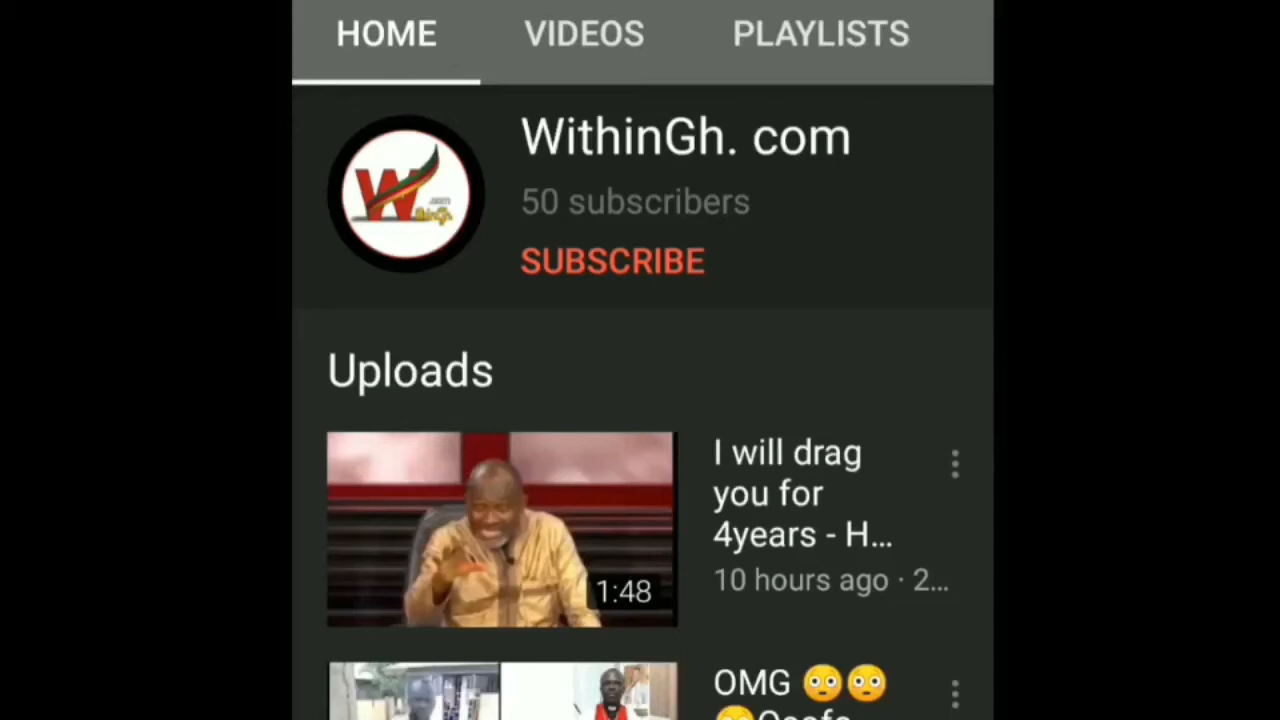 HOME VIDEOS PLAYLISTS
WithinGh. com
50 subscribers
SUBSCRIBE
Uploads
I will drag
you for
4years - H...
10 hours ago · 2...
1:48
OMG 😳😳